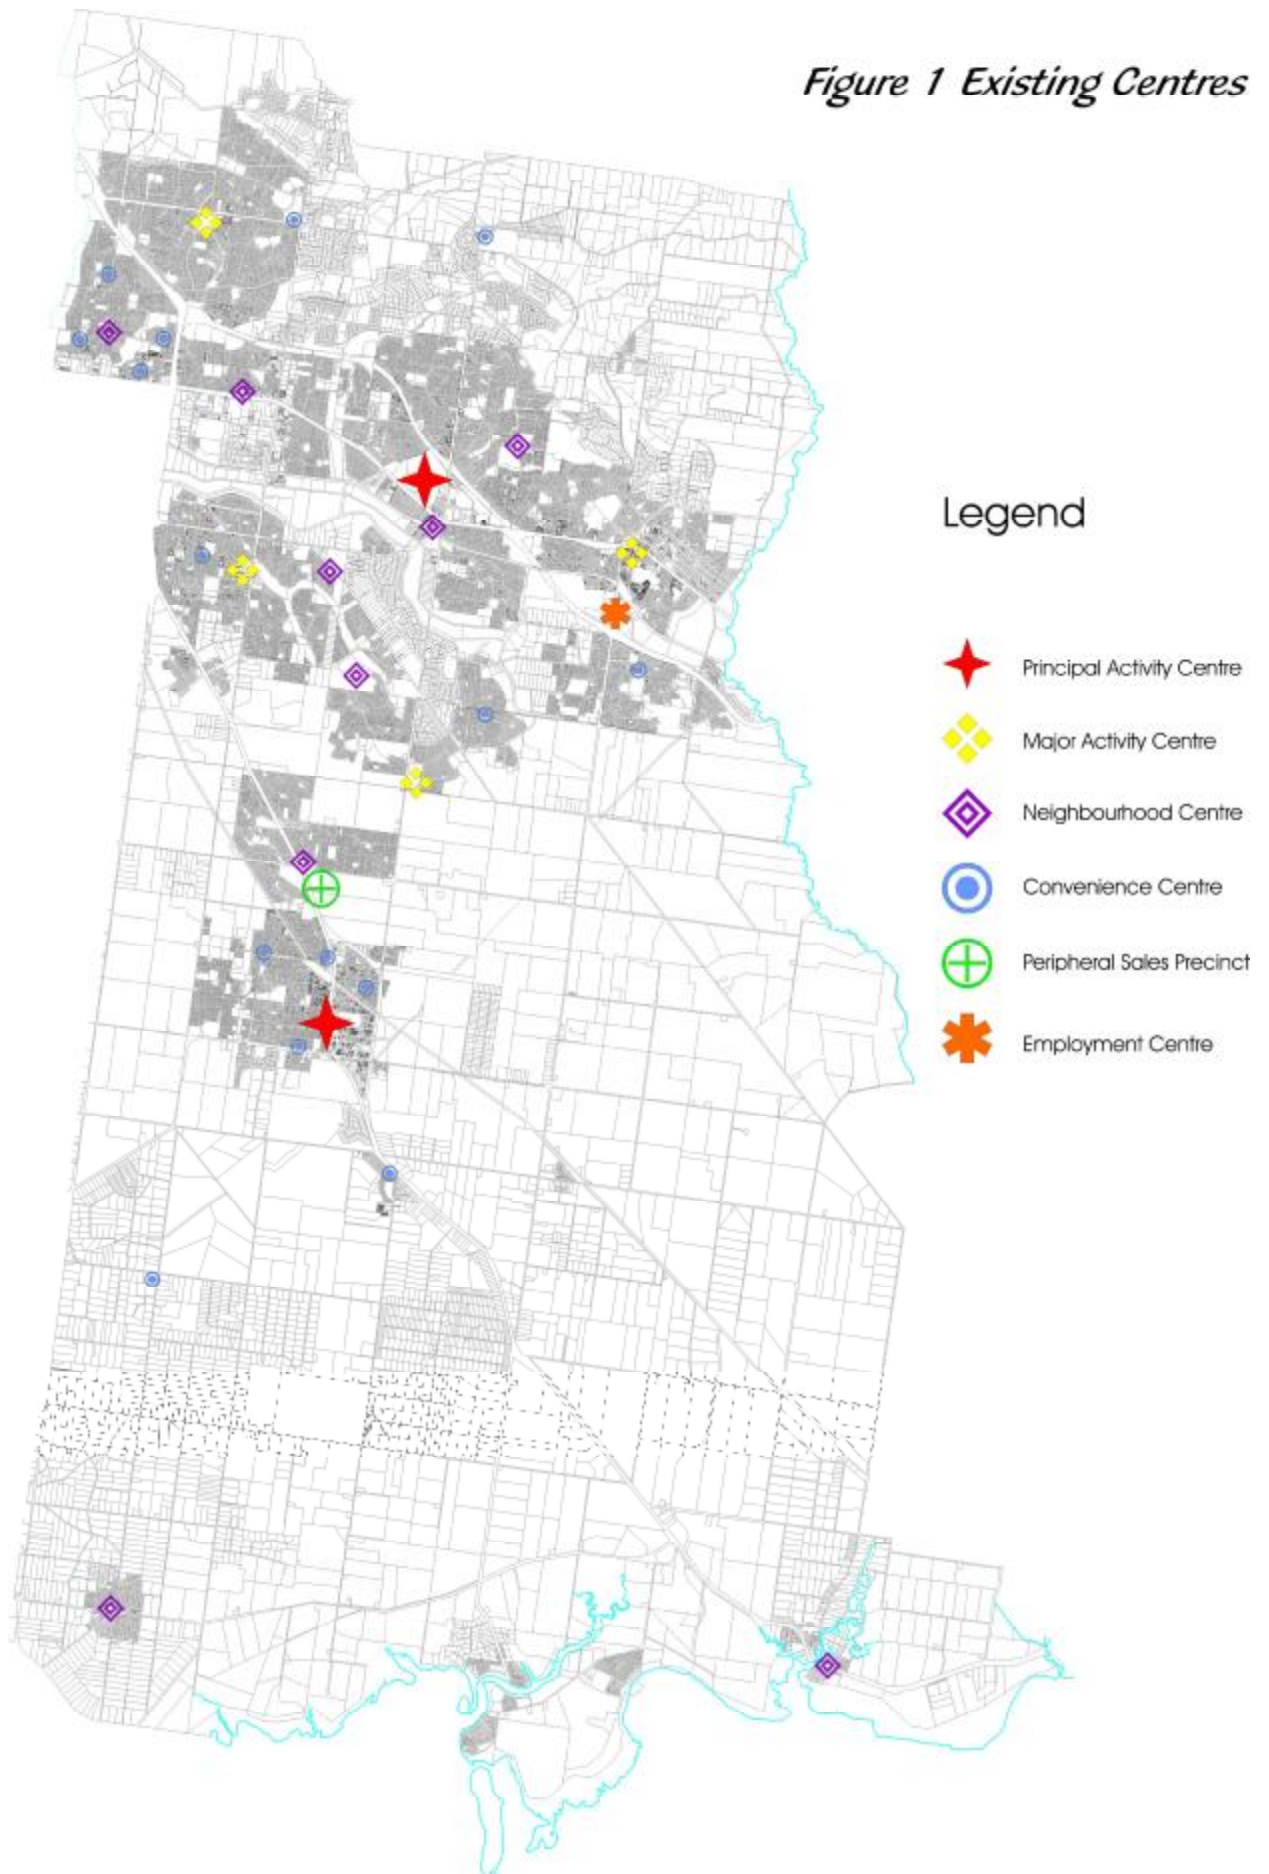 Figure 1 Existing Centres
Legend
Principal Activity Centre
Major Activity Centre
Neighbourhood Centre
Convenience Centre
Peripheral Sales Precinct
Employment Centre